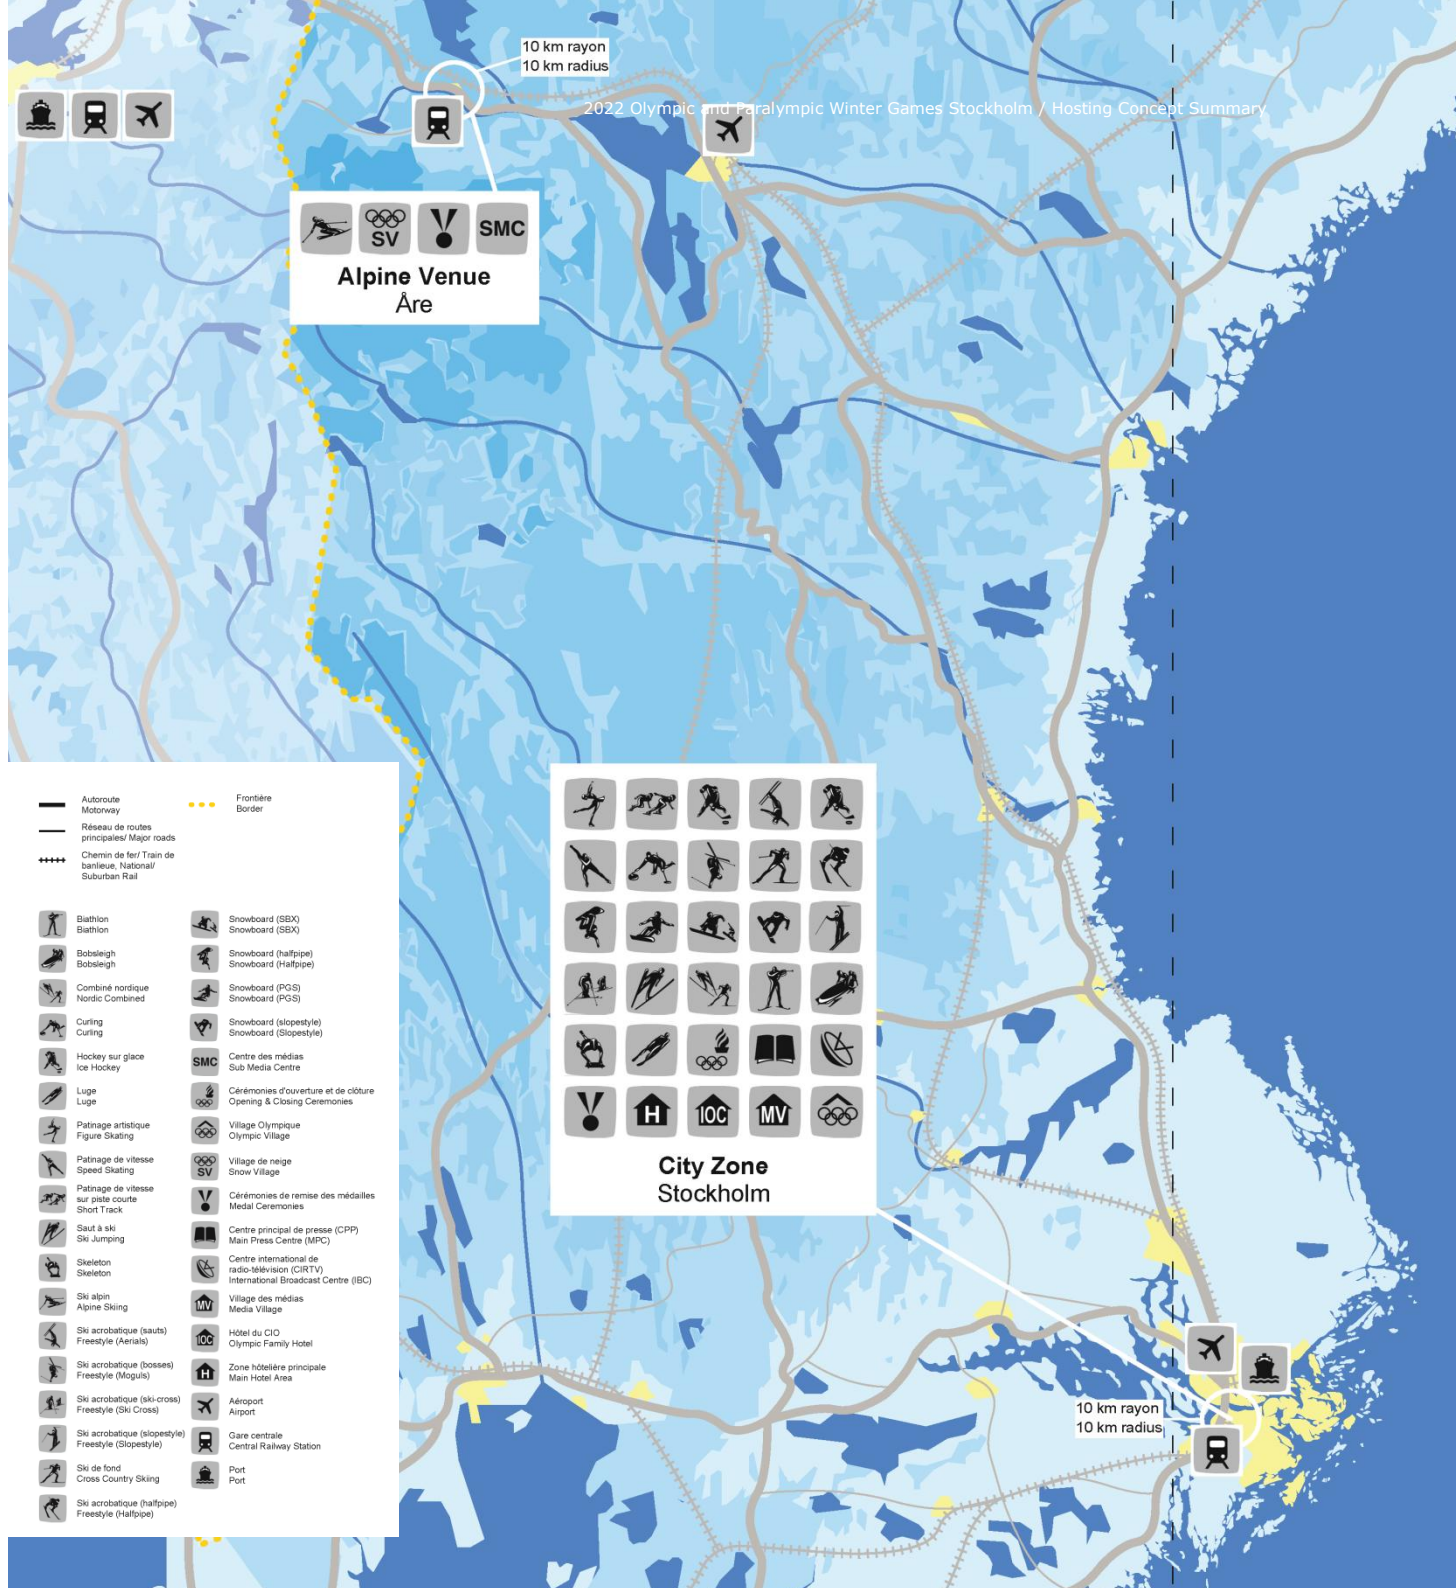 10 km rayon
10 km radius
2022 Olympic and Paralympic Winter Games Stockholm / Hosting Concept Summary
SV
SMC
Alpine Venue
Åre
Autoroute
Motorway
Réseau de routes
principales/ Major roads
Chemin de fer/ Train de
banlieue, National/
Suburban Rail
Frontière
Border
Biathlon
Biathlon
Bobsleigh
Bobsleigh
Combiné nordique
Nordic Combined
Curling
Curling
Hockey sur glace
Ice Hockey
Luge
Luge
Patinage artistique
Figure Skating
Patinage de vitesse
Speed Skating
Patinage de vitesse
sur piste courte
Short Track
Saut à ski
Ski Jumping
Skeleton
Skeleton
Ski alpin
Alpine Skiing
Ski acrobatique (sauts)
Freestyle (Aerials)
Ski acrobatique (bosses)
Freestyle (Moguls)
Ski acrobatique (ski-cross)
Freestyle (Ski Cross)
Ski acrobatique (slopestyle)
Freestyle (Slopestyle)
Ski de fond
Cross Country Skiing
Ski acrobatique (halfpipe)
Freestyle (Halfpipe)
Snowboard (SBX)
Snowboard (SBX)
Snowboard (halfpipe)
Snowboard (Halfpipe)
Snowboard (PGS)
Snowboard (PGS)
Snowboard (slopestyle)
Snowboard (Slopestyle)
SMC
Centre des médias
Sub Media Centre
Cérémonies d'ouverture et de clôture
Opening & Closing Ceremonies
Village Olympique
Olympic Village
SV
Village de neige
Snow Village
Cérémonies de remise des médailles
Medal Ceremonies
Centre principal de presse (CPP)
Main Press Centre (MPC)
Centre international de
radio-télévision (CIRTV)
International Broadcast Centre (IBC)
MV
Village des médias
Media Village
IOC
Hôtel du CIO
Olympic Family Hotel
H
Zone hôtelière principale
Main Hotel Area
Aéroport
Airport
Gare centrale
Central Railway Station
Port
Port
H
IOC
MV
City Zone
Stockholm
10 km rayon
10 km radius